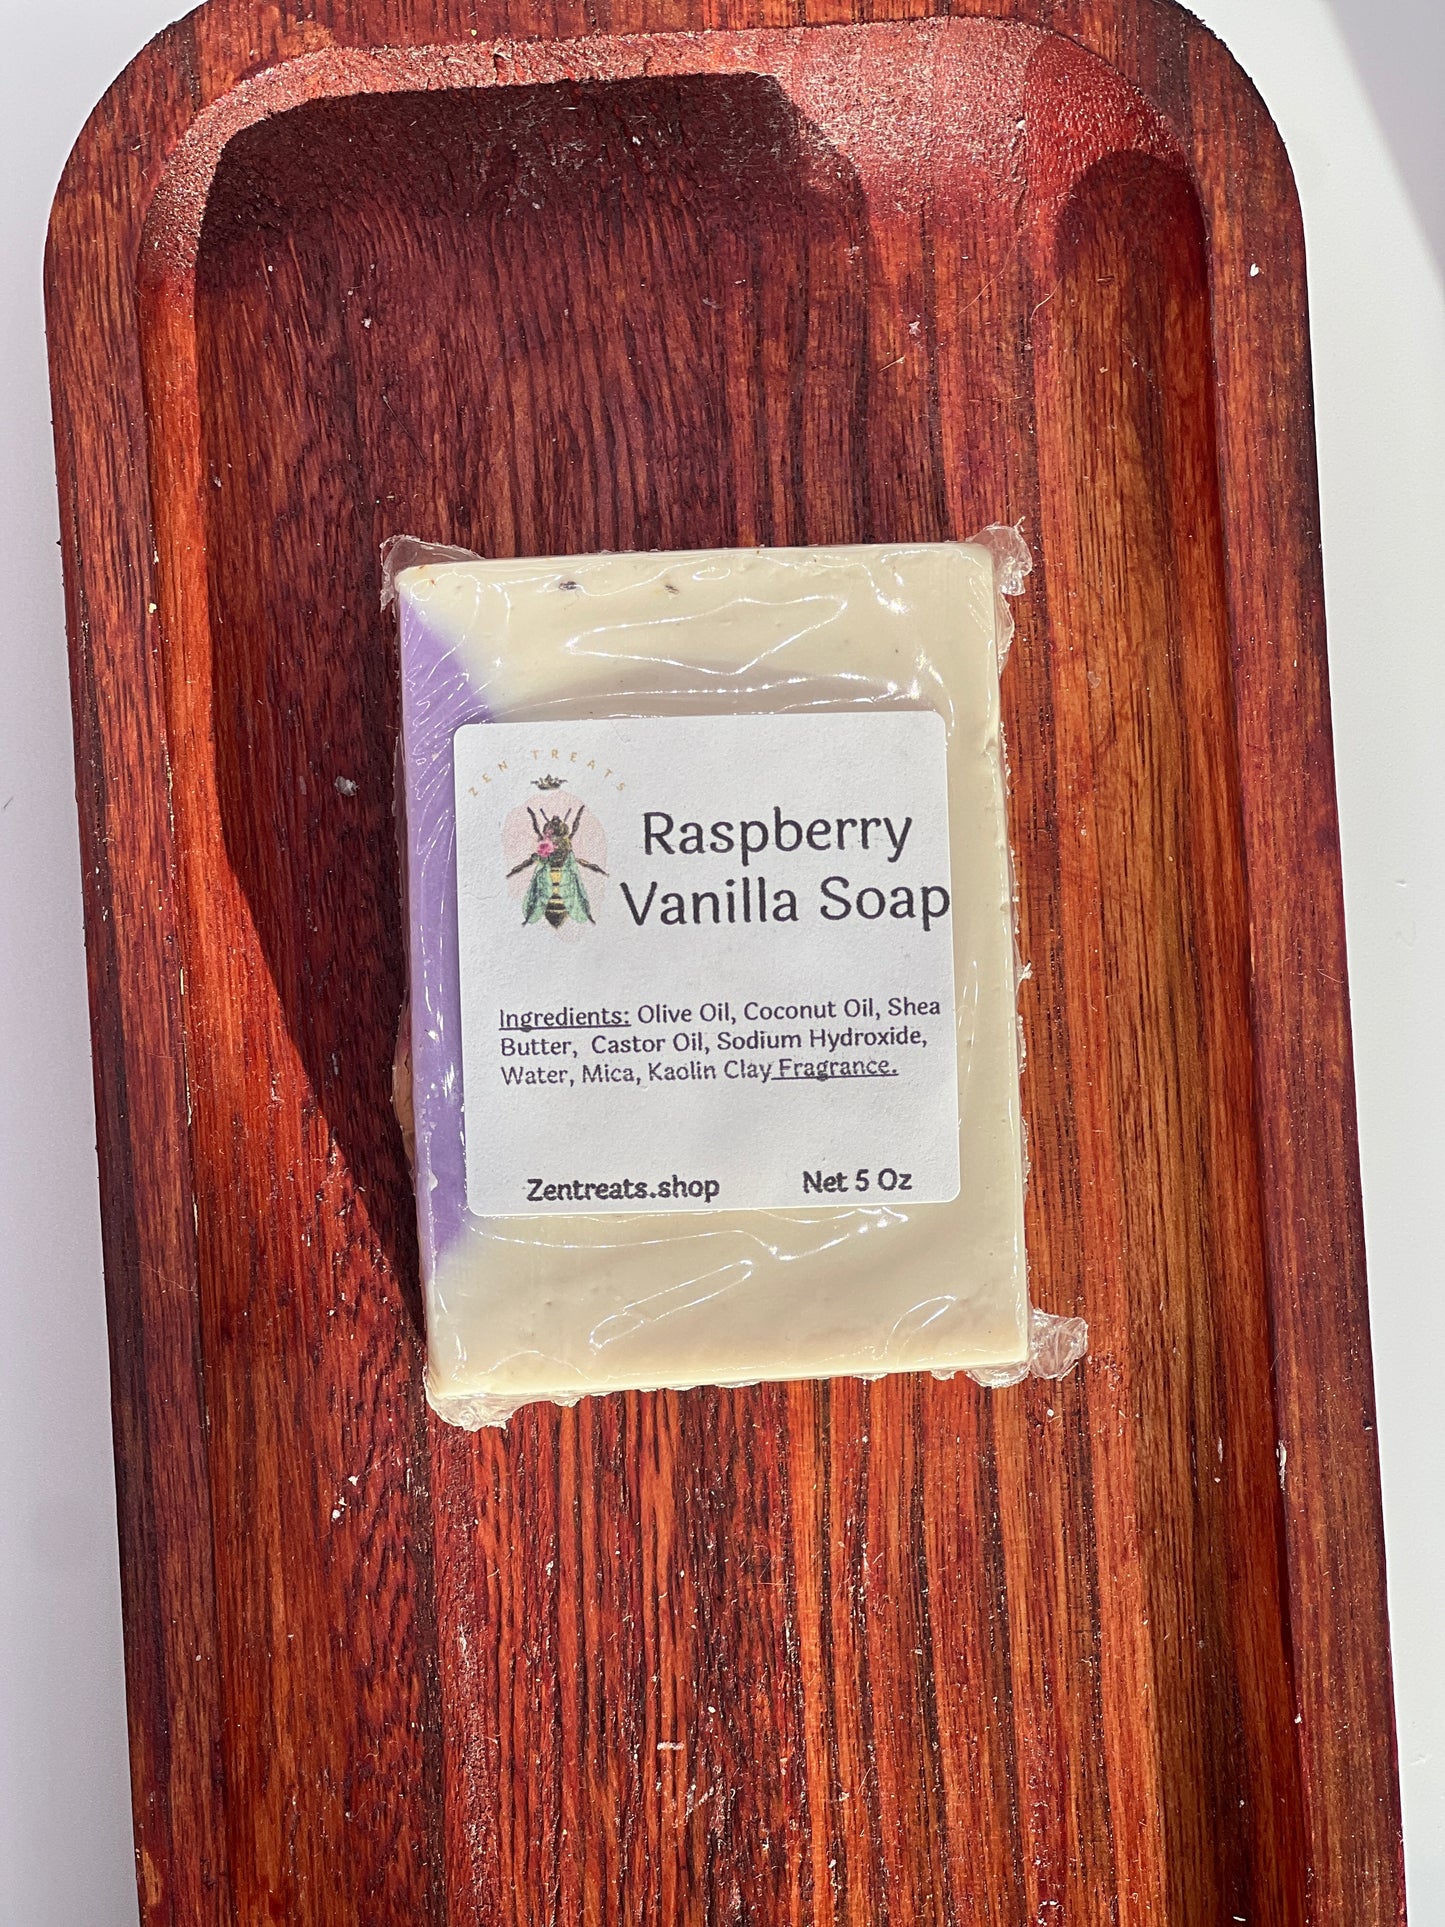 ZEN TREATS
Raspberry
Vanilla Soap
Ingredients: Olive Oil, Coconut Oil, Shea
Butter, Castor Oil, Sodium Hydroxide,
Water, Mica, Kaolin Clay Fragrance.
Zentreats.shop Net 5 Oz